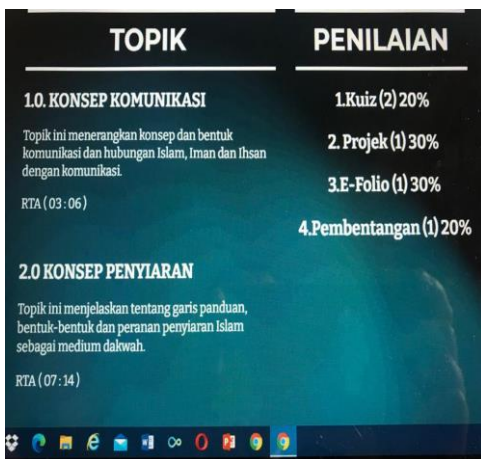 TOPIK
1.0. KONSEP KOMUNIKASI
Topik ini menerangkan konsep dan bentuk
komunikasi dan hubungan Islam, Iman dan Ihsan
dengan komunikasi.
RTA ( 03 : 06 )
2.0 KONSEP PENYIARAN
Topik ini menjelaskan tentang garis panduan,
bentuk-bentuk dan peranan penyiaran Islam
sebagai medium dakwah.
RTA ( 07 : 14 )
PENILAIAN
1.Kuiz (2) 20%
2. Projek (1) 30%
3.E-Folio (1) 30%
4.Pembentangan (1) 20%